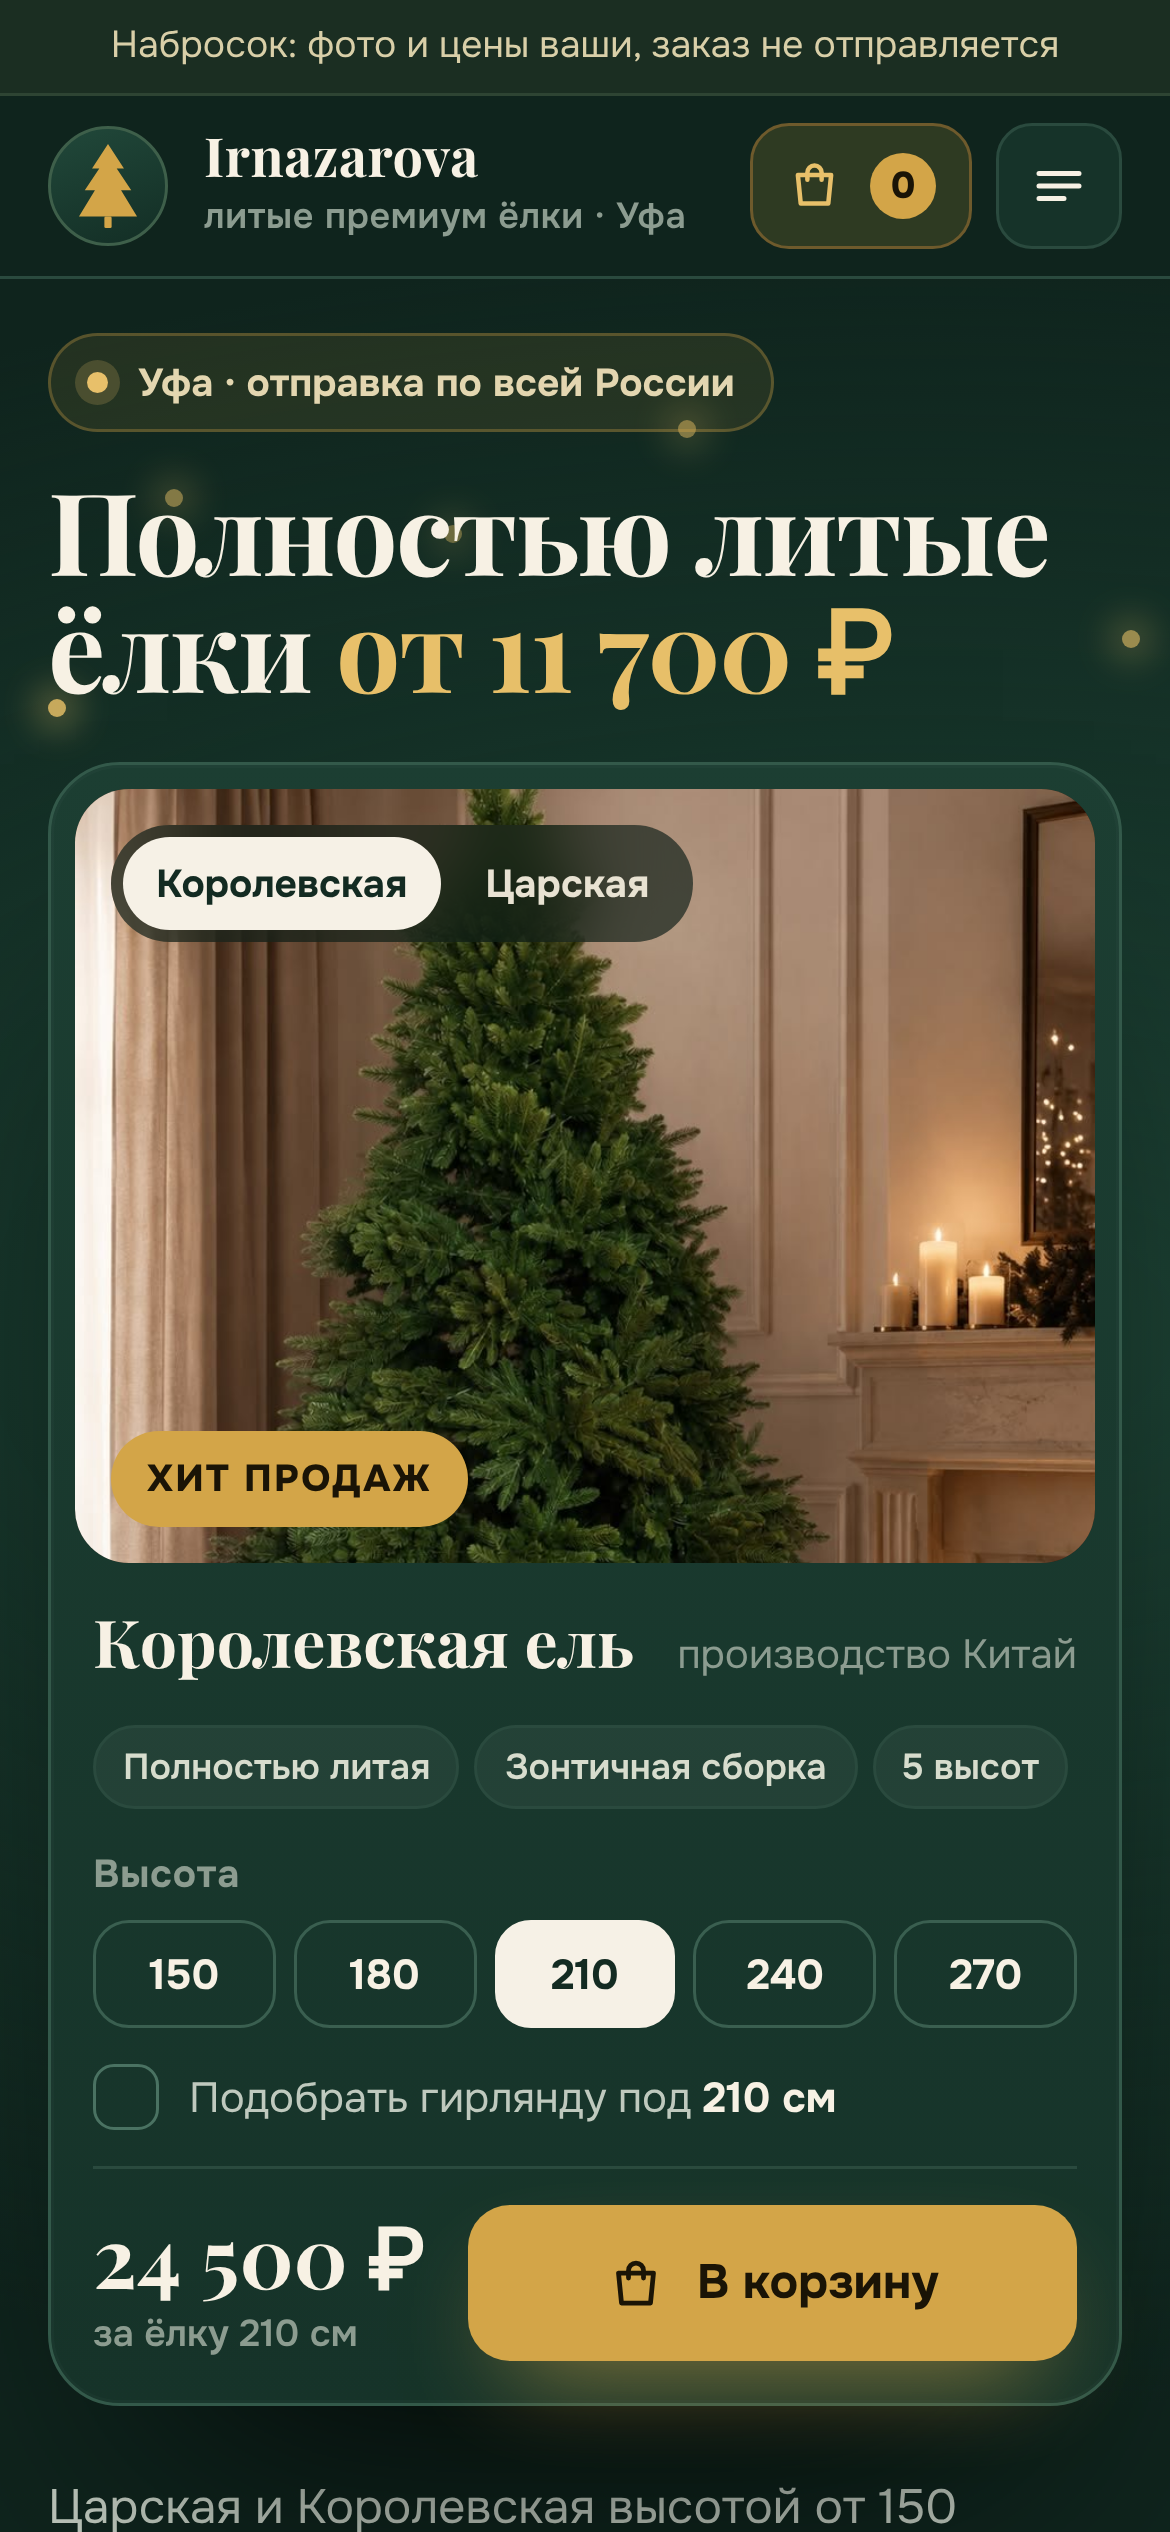 Набросок: фото и цены ваши, заказ не отправляется
Irnazarova
литые премиум ёлки · Уфа
0
Уфа · отправка по всей России
Полностью литые
ёлки от 11 700 ₽
Королевская
Царская
ХИТ ПРОДАЖ
Королевская ель
производство Китай
Полностью литая
Зонтичная сборка
5 высот
Высота
150
180
210
240
270
Подобрать гирлянду под 210 см
24 500 ₽
за ёлку 210 см
В корзину
Царская и Королевская высотой от 150